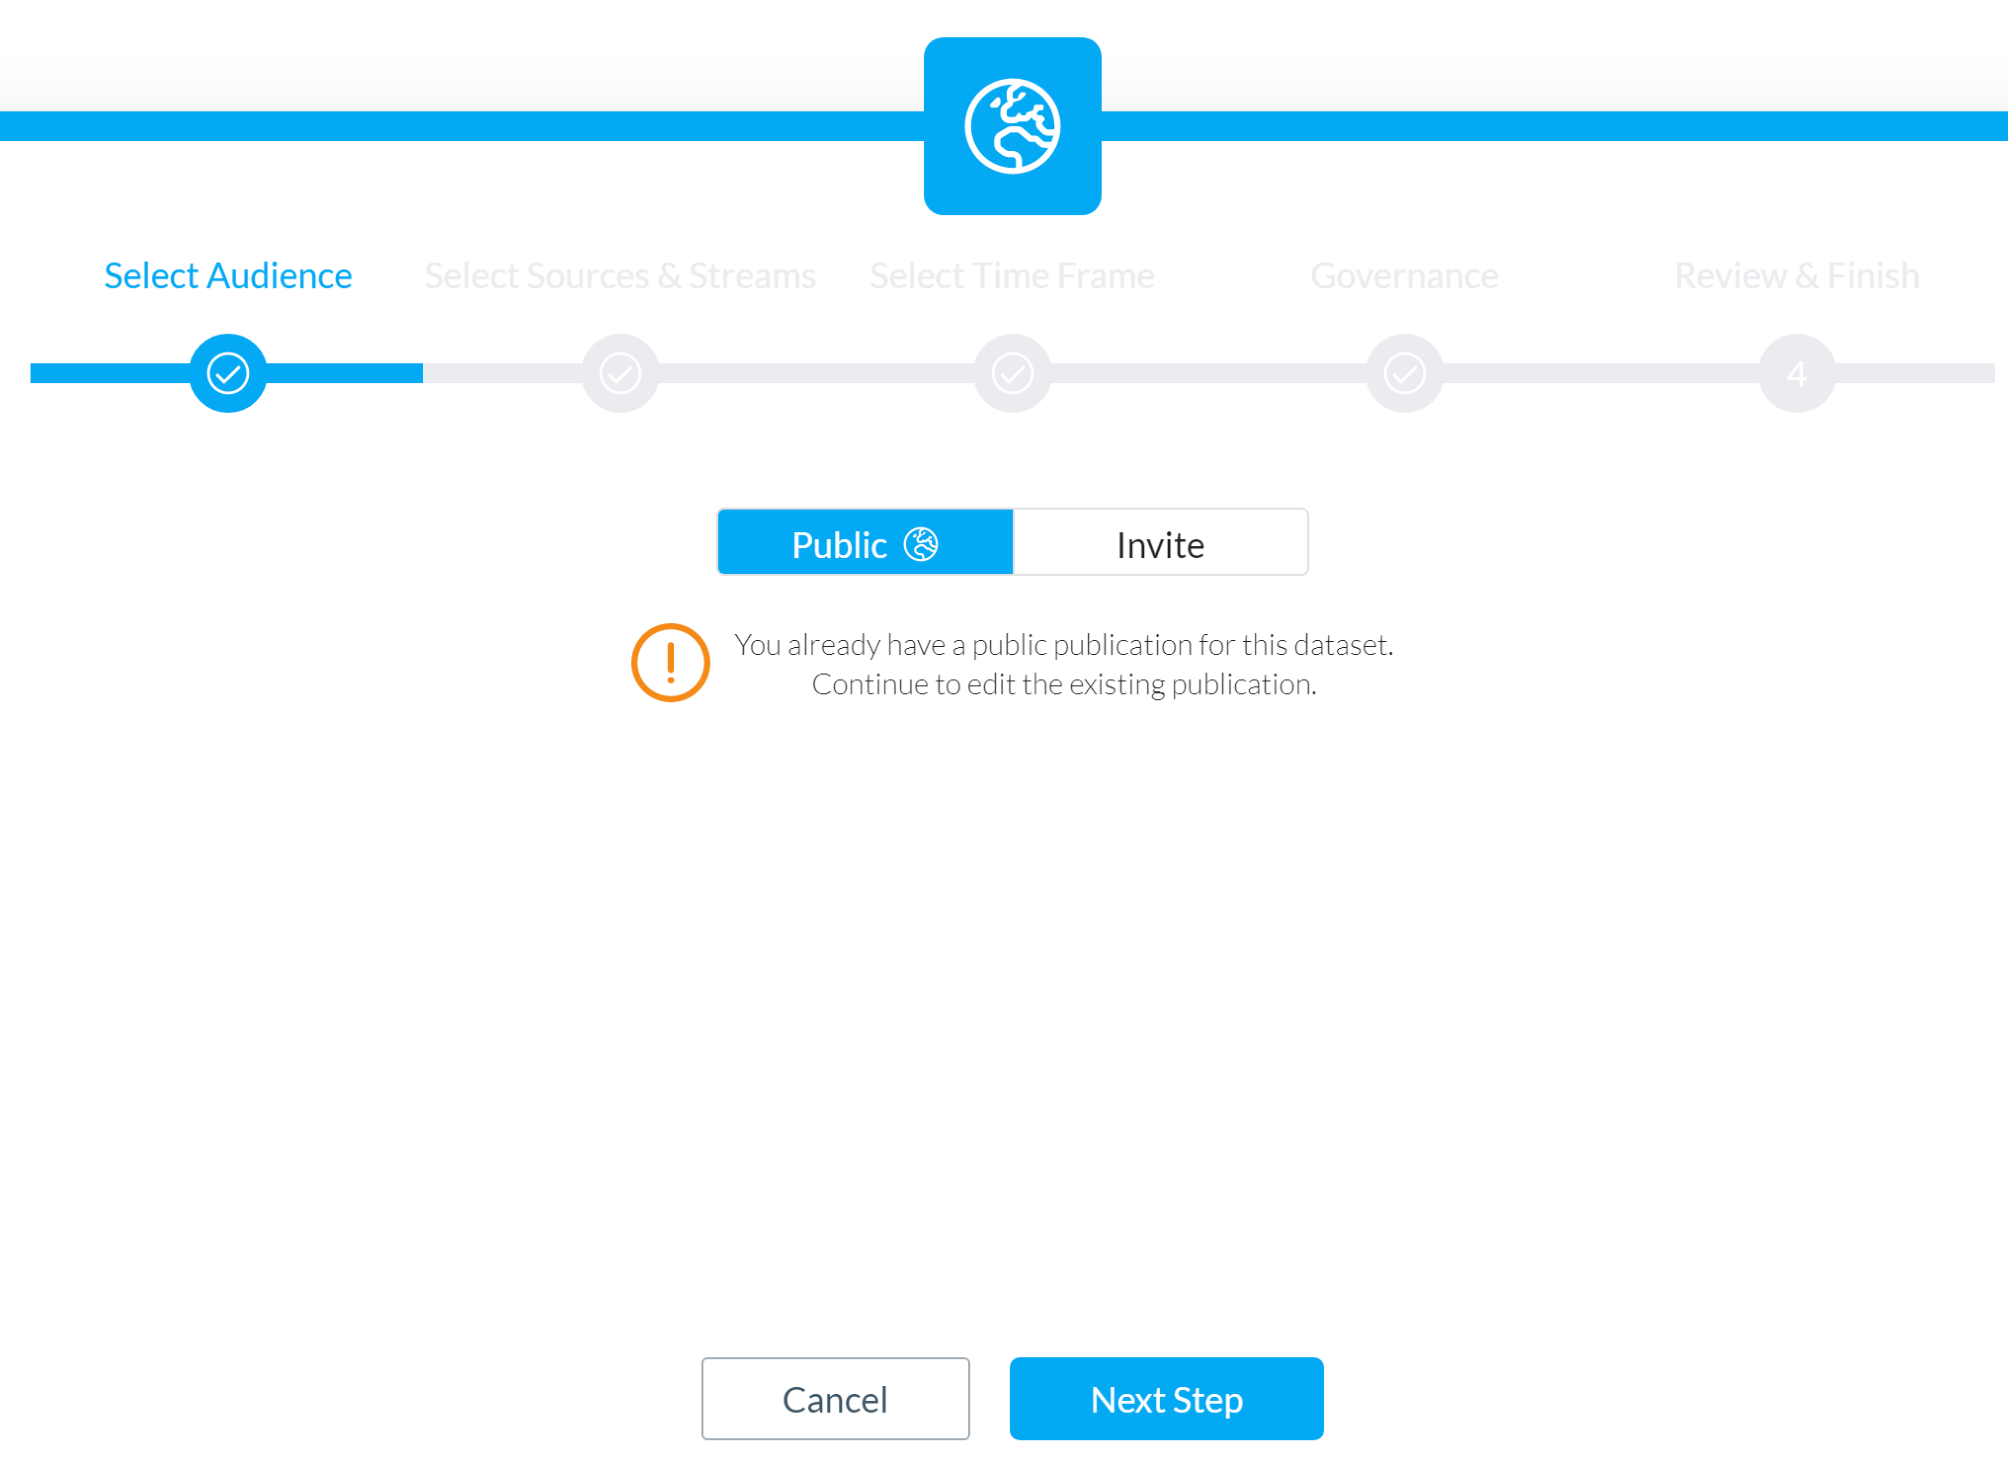 Select Audience
Select Sources & Streams
Select Time Frame
Governance
Review & Finish
4
Public
Invite
You already have a public publication for this dataset.
Continue to edit the existing publication.
Cancel
Next Step